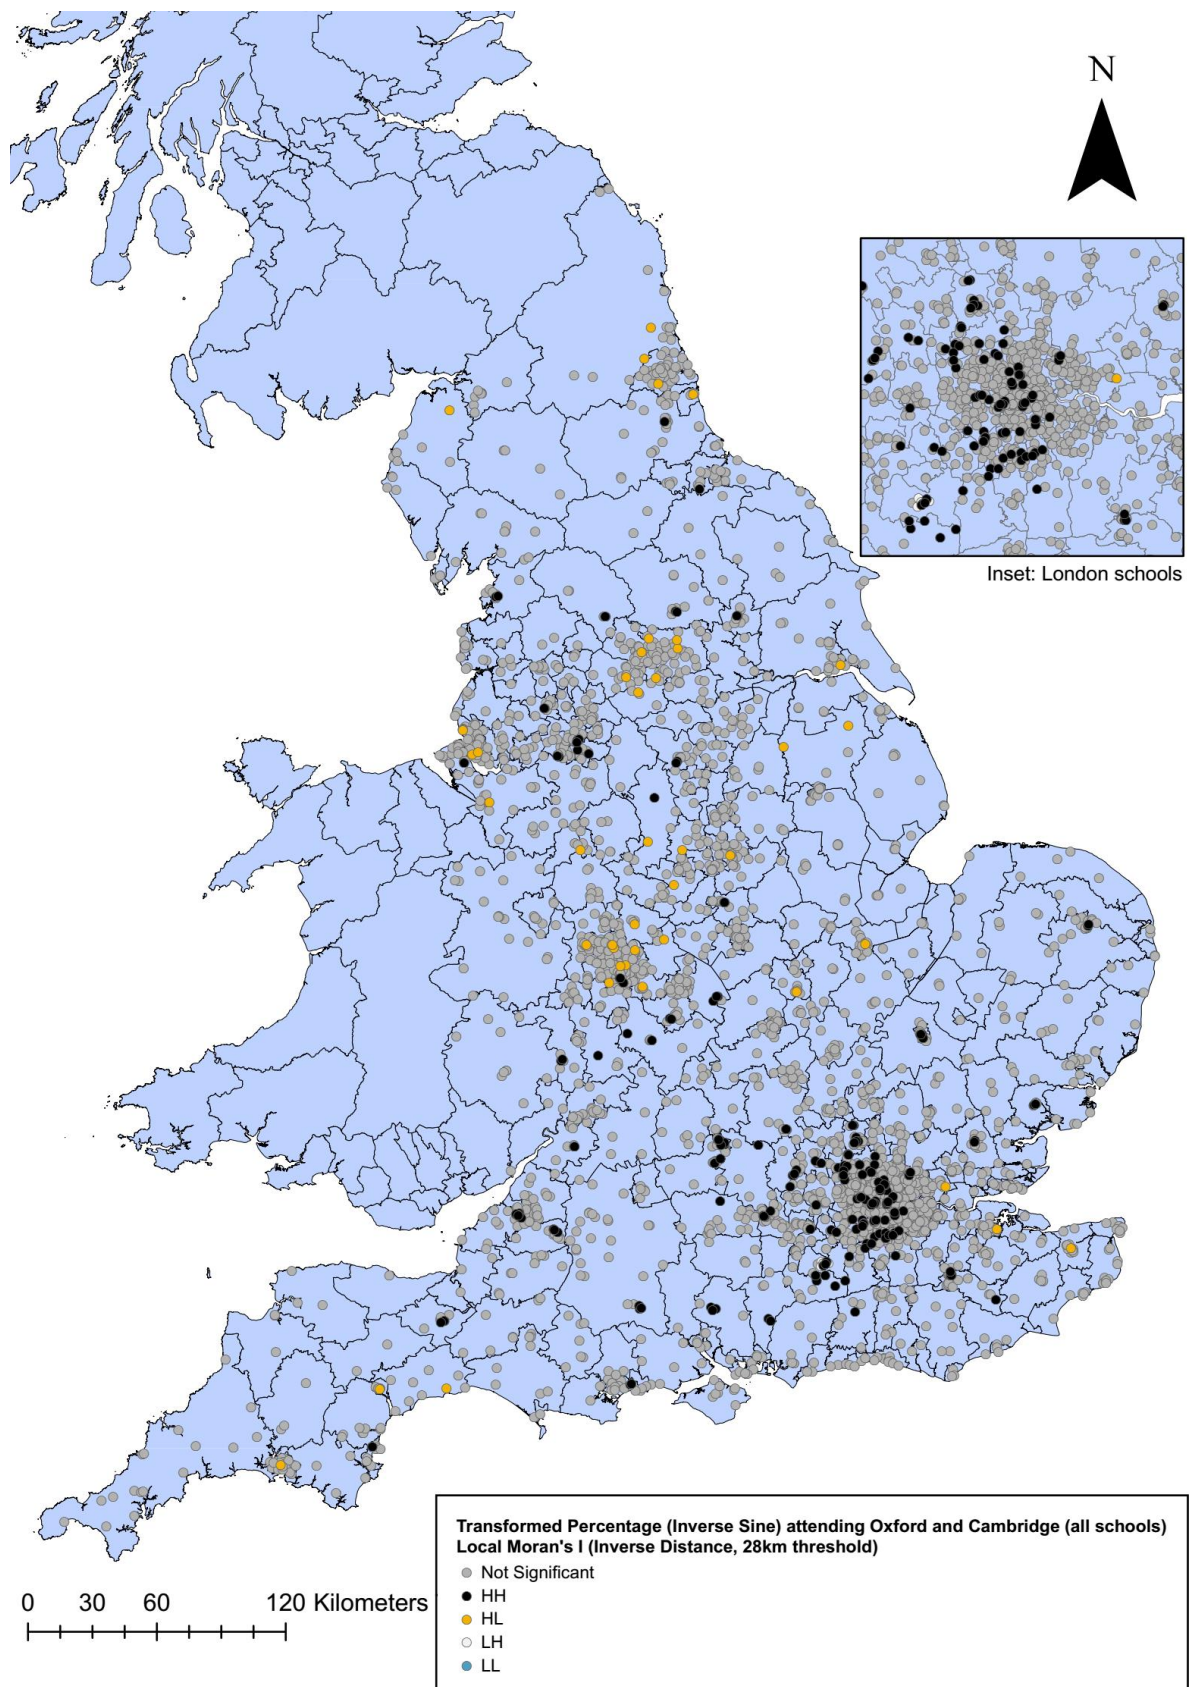 N
Inset: London schools
Transformed Percentage (Inverse Sine) attending Oxford and Cambridge (all schools)
Local Moran's I (Inverse Distance, 28km threshold)
Not Significant
HH
HL
LH
LL
0 30 60 120 Kilometers